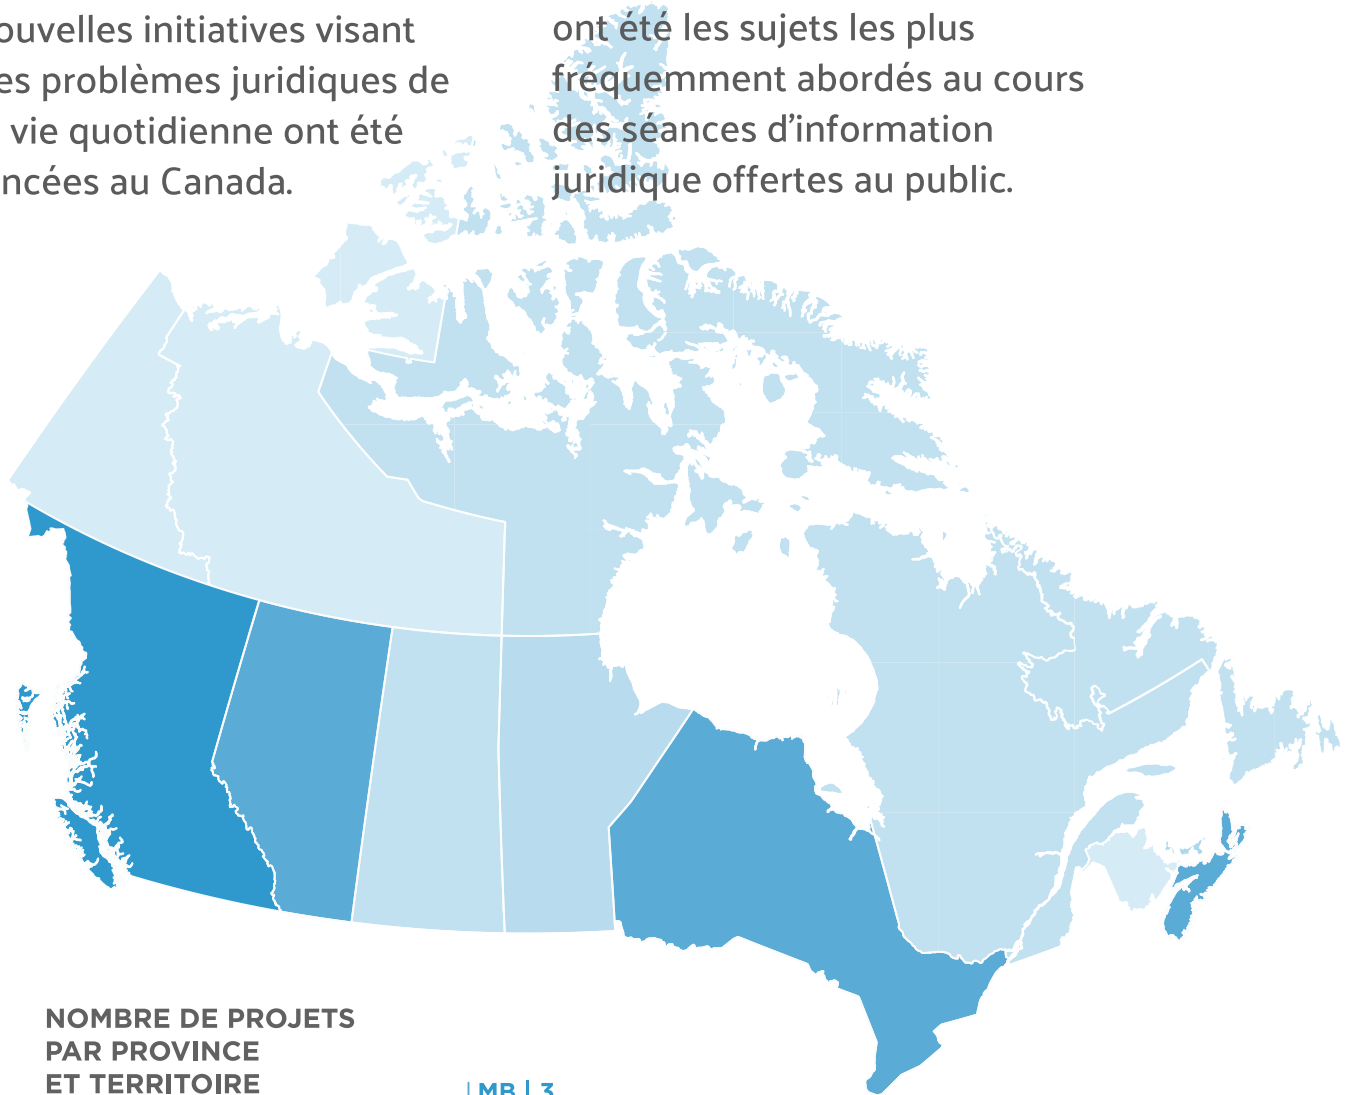 ouvelles initiatives visant
es problèmes juridiques de
vie quotidienne ont été
ncées au Canada.
ont été les sujets les plus
fréquemment abordés au cours
des séances d'information
juridique offertes au public.
NOMBRE DE PROJETS
PAR PROVINCE
ET TERRITOIRE
| MB | 3